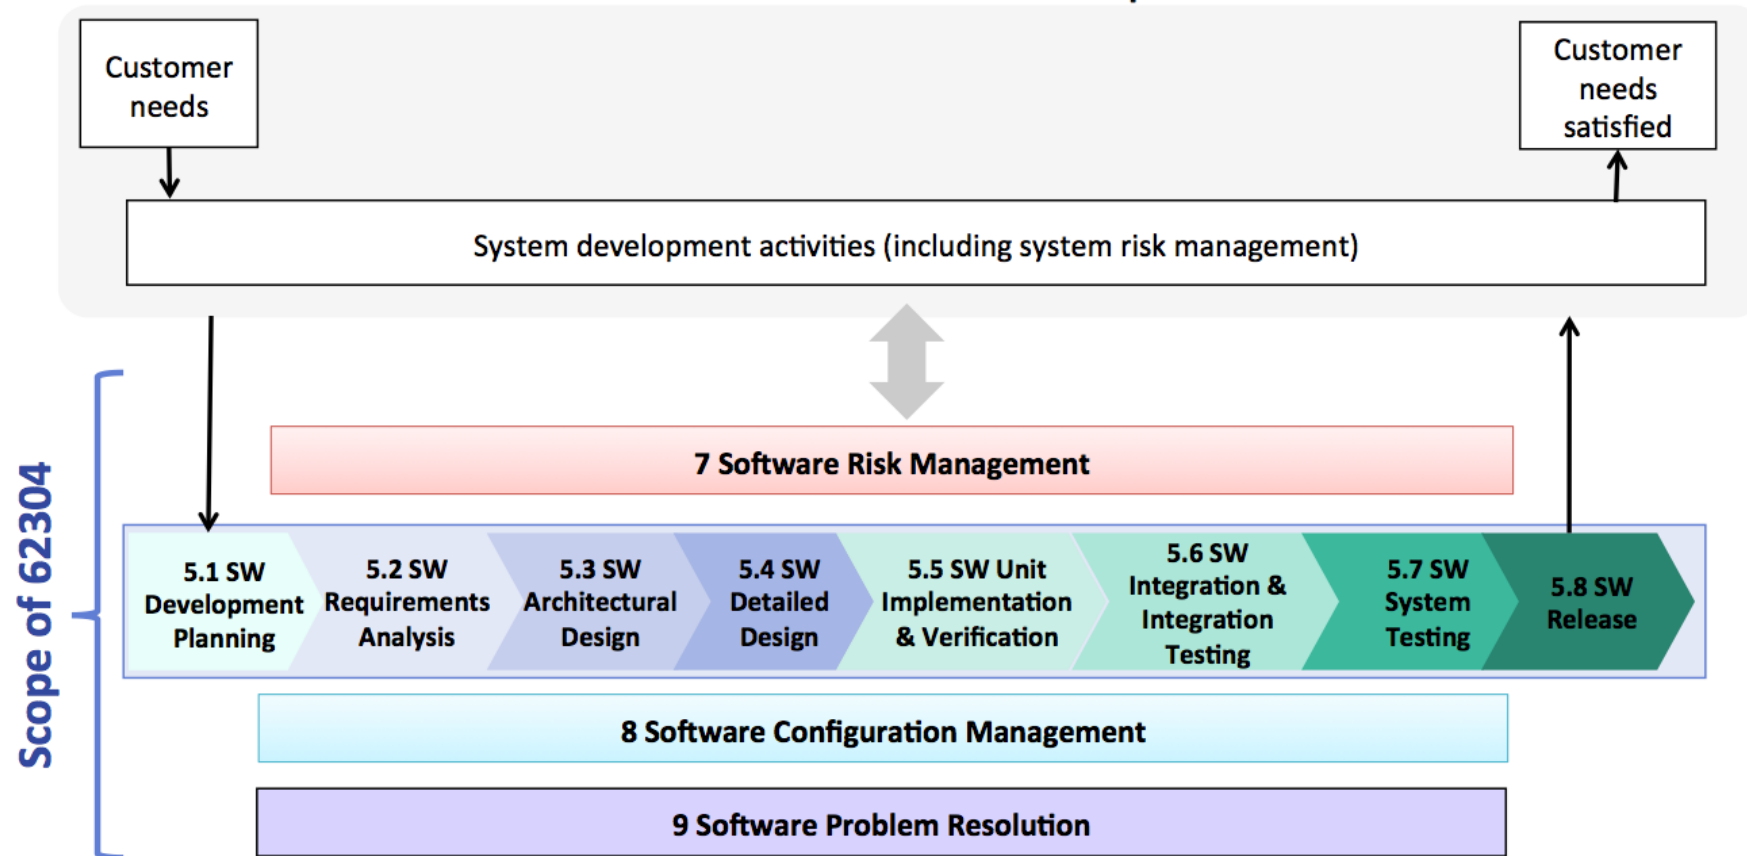 Customer
needs
Customer
needs
satisfied
System development activities (including system risk management)
Scope of 62304
7 Software Risk Management
5.1 SW
Development
Planning
5.2 SW
Requirements
Analysis
5.3 SW
Architectural
Design
5.4 SW
Detailed
Design
5.5 SW Unit
Implementation
& Verification
5.6 SW
Integration &
Integration
Testing
5.7 SW
System
Testing
5.8 SW
Release
8 Software Configuration Management
9 Software Problem Resolution